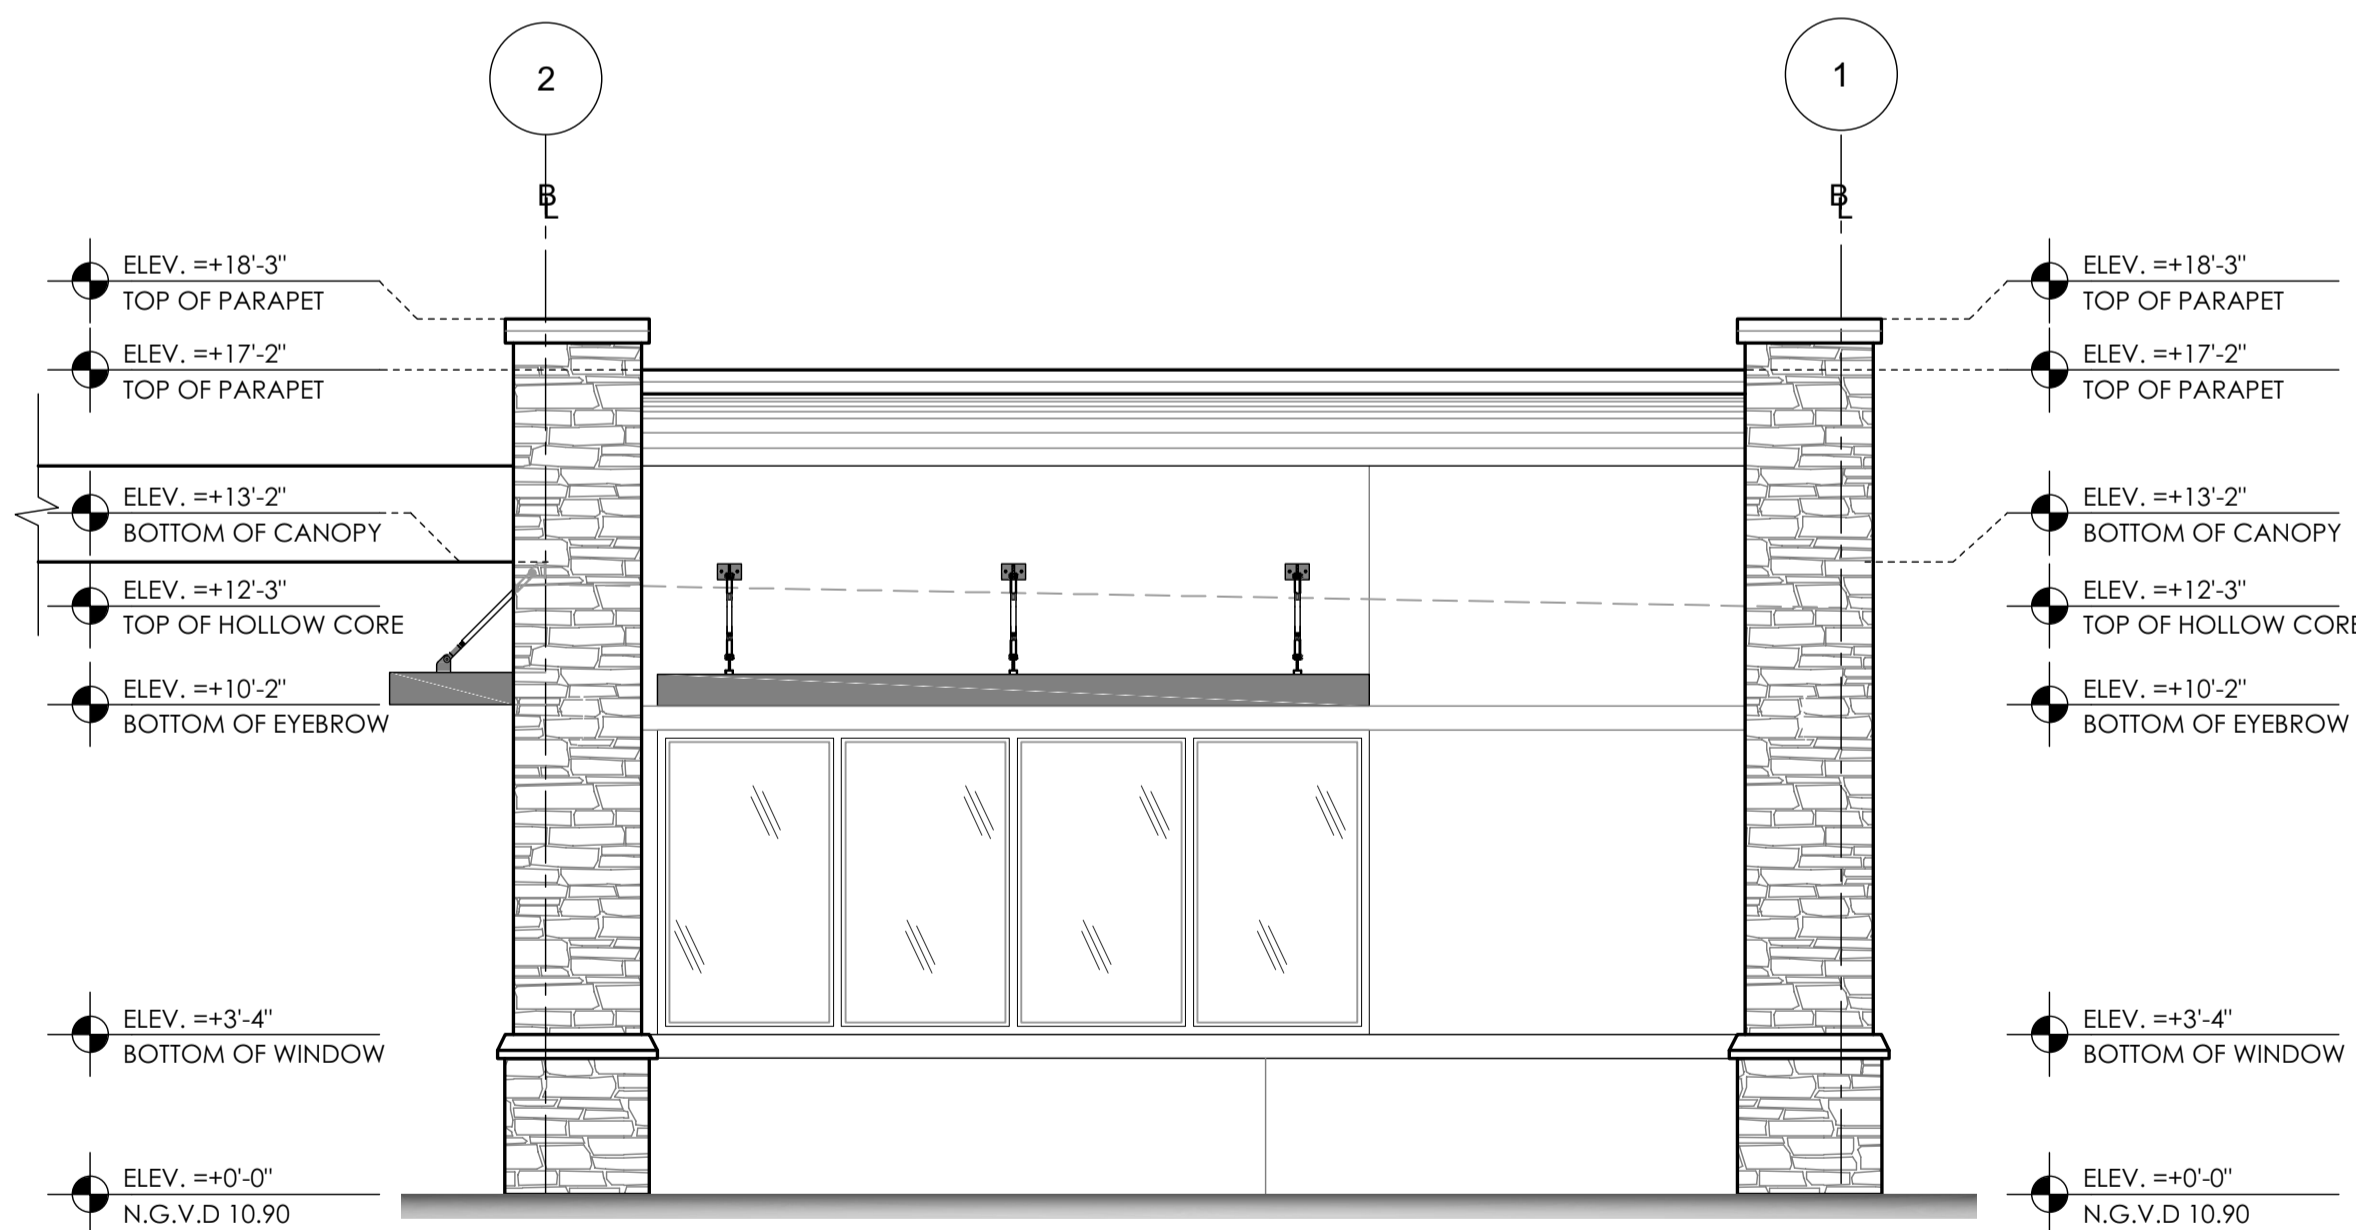 2
1
BL
BL
ELEV. =+18'-3"
TOP OF PARAPET
ELEV. =+17'-2"
TOP OF PARAPET
ELEV. =+13'-2"
BOTTOM OF CANOPY
ELEV. =+12'-3"
TOP OF HOLLOW CORE
ELEV. =+10'-2"
BOTTOM OF EYEBROW
ELEV. =+3'-4"
BOTTOM OF WINDOW
ELEV. =+0'-0"
N.G.V.D 10.90
ELEV. =+18'-3"
TOP OF PARAPET
ELEV. =+17'-2"
TOP OF PARAPET
ELEV. =+13'-2"
BOTTOM OF CANOPY
ELEV. =+12'-3"
TOP OF HOLLOW CORE
ELEV. =+10'-2"
BOTTOM OF EYEBROW
ELEV. =+3'-4"
BOTTOM OF WINDOW
ELEV. =+0'-0"
N.G.V.D 10.90